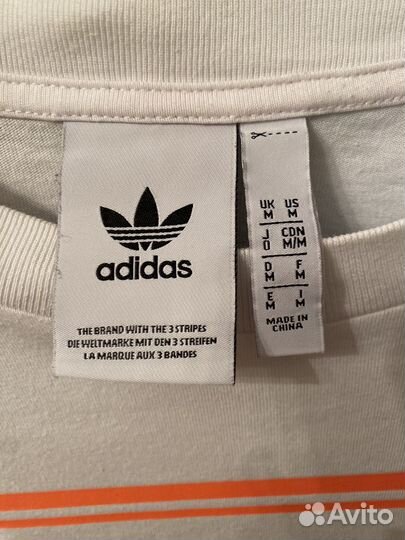 adidas
THE BRAND WITH THE 3 STRIPES
DIE WELTMARKE MIT DEN 3 STREIFEN
LA MARQUE AUX 3 BANDES
UK US
M M
J CDN
O M/M
D F
M M
E I
M M
MADE IN
CHINA
Avito